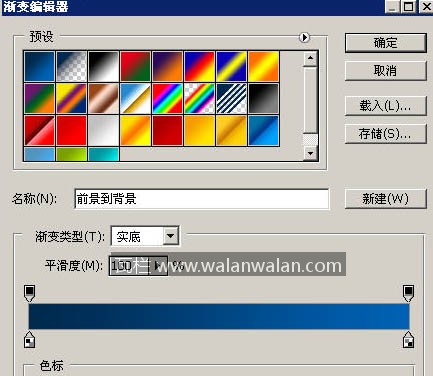 渐变编辑器
预设
确定
取消
载入(L)...
存储(S)...
名称(N): 前景到背景 新建(W)
渐变类型(T): 实底
平滑度(M): 100 %
www.walanwalan.com
色标